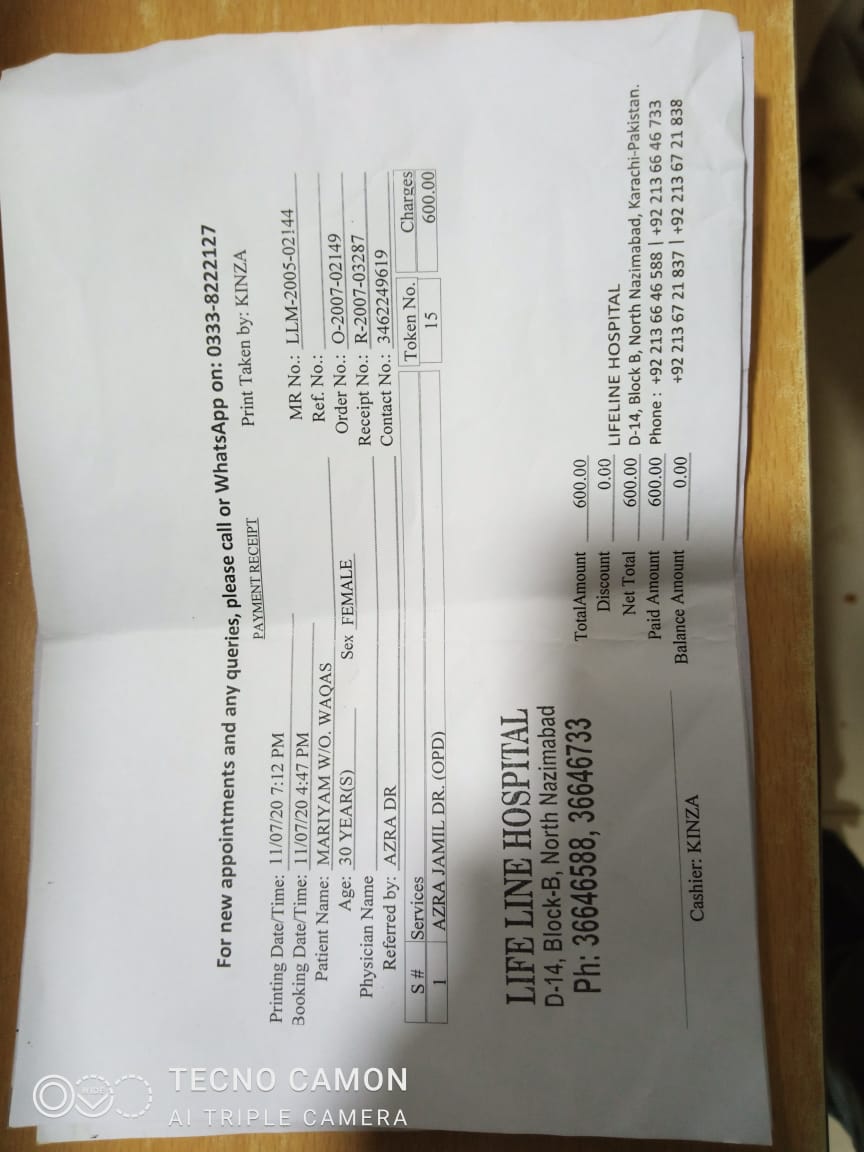 For new appointments and any queries, please call or WhatsApp on: 0333-8222127
PAYMENT RECEIPT
Print Taken by: KINZA
Printing Date/Time: 11/07/20 7:12 PM
MR No.: LLM-2005-02144
Booking Date/Time: 11/07/20 4:47 PM
Ref. No.:
Patient Name: MARIYAM W/O. WAQAS
Order No.: O-2007-02149
Age: 30 YEAR(S) Sex FEMALE
Receipt No.: R-2007-03287
Physician Name
Contact No.: 3462249619
Referred by: AZRA DR
S # Services Token No. Charges
1 AZRA JAMIL DR. (OPD) 15 600.00
LIFE LINE HOSPITAL
D-14, Block-B, North Nazimabad
Ph: 36646588, 36646733
TotalAmount 600.00
Discount 0.00
Net Total 600.00
Paid Amount 600.00
Balance Amount 0.00
LIFELINE HOSPITAL
D-14, Block B, North Nazimabad, Karachi-Pakistan.
Phone : +92 213 66 46 588 | +92 213 66 46 733
+92 213 67 21 837 | +92 213 67 21 838
Cashier: KINZA
WIDE
TECNO CAMON
AI TRIPLE CAMERA